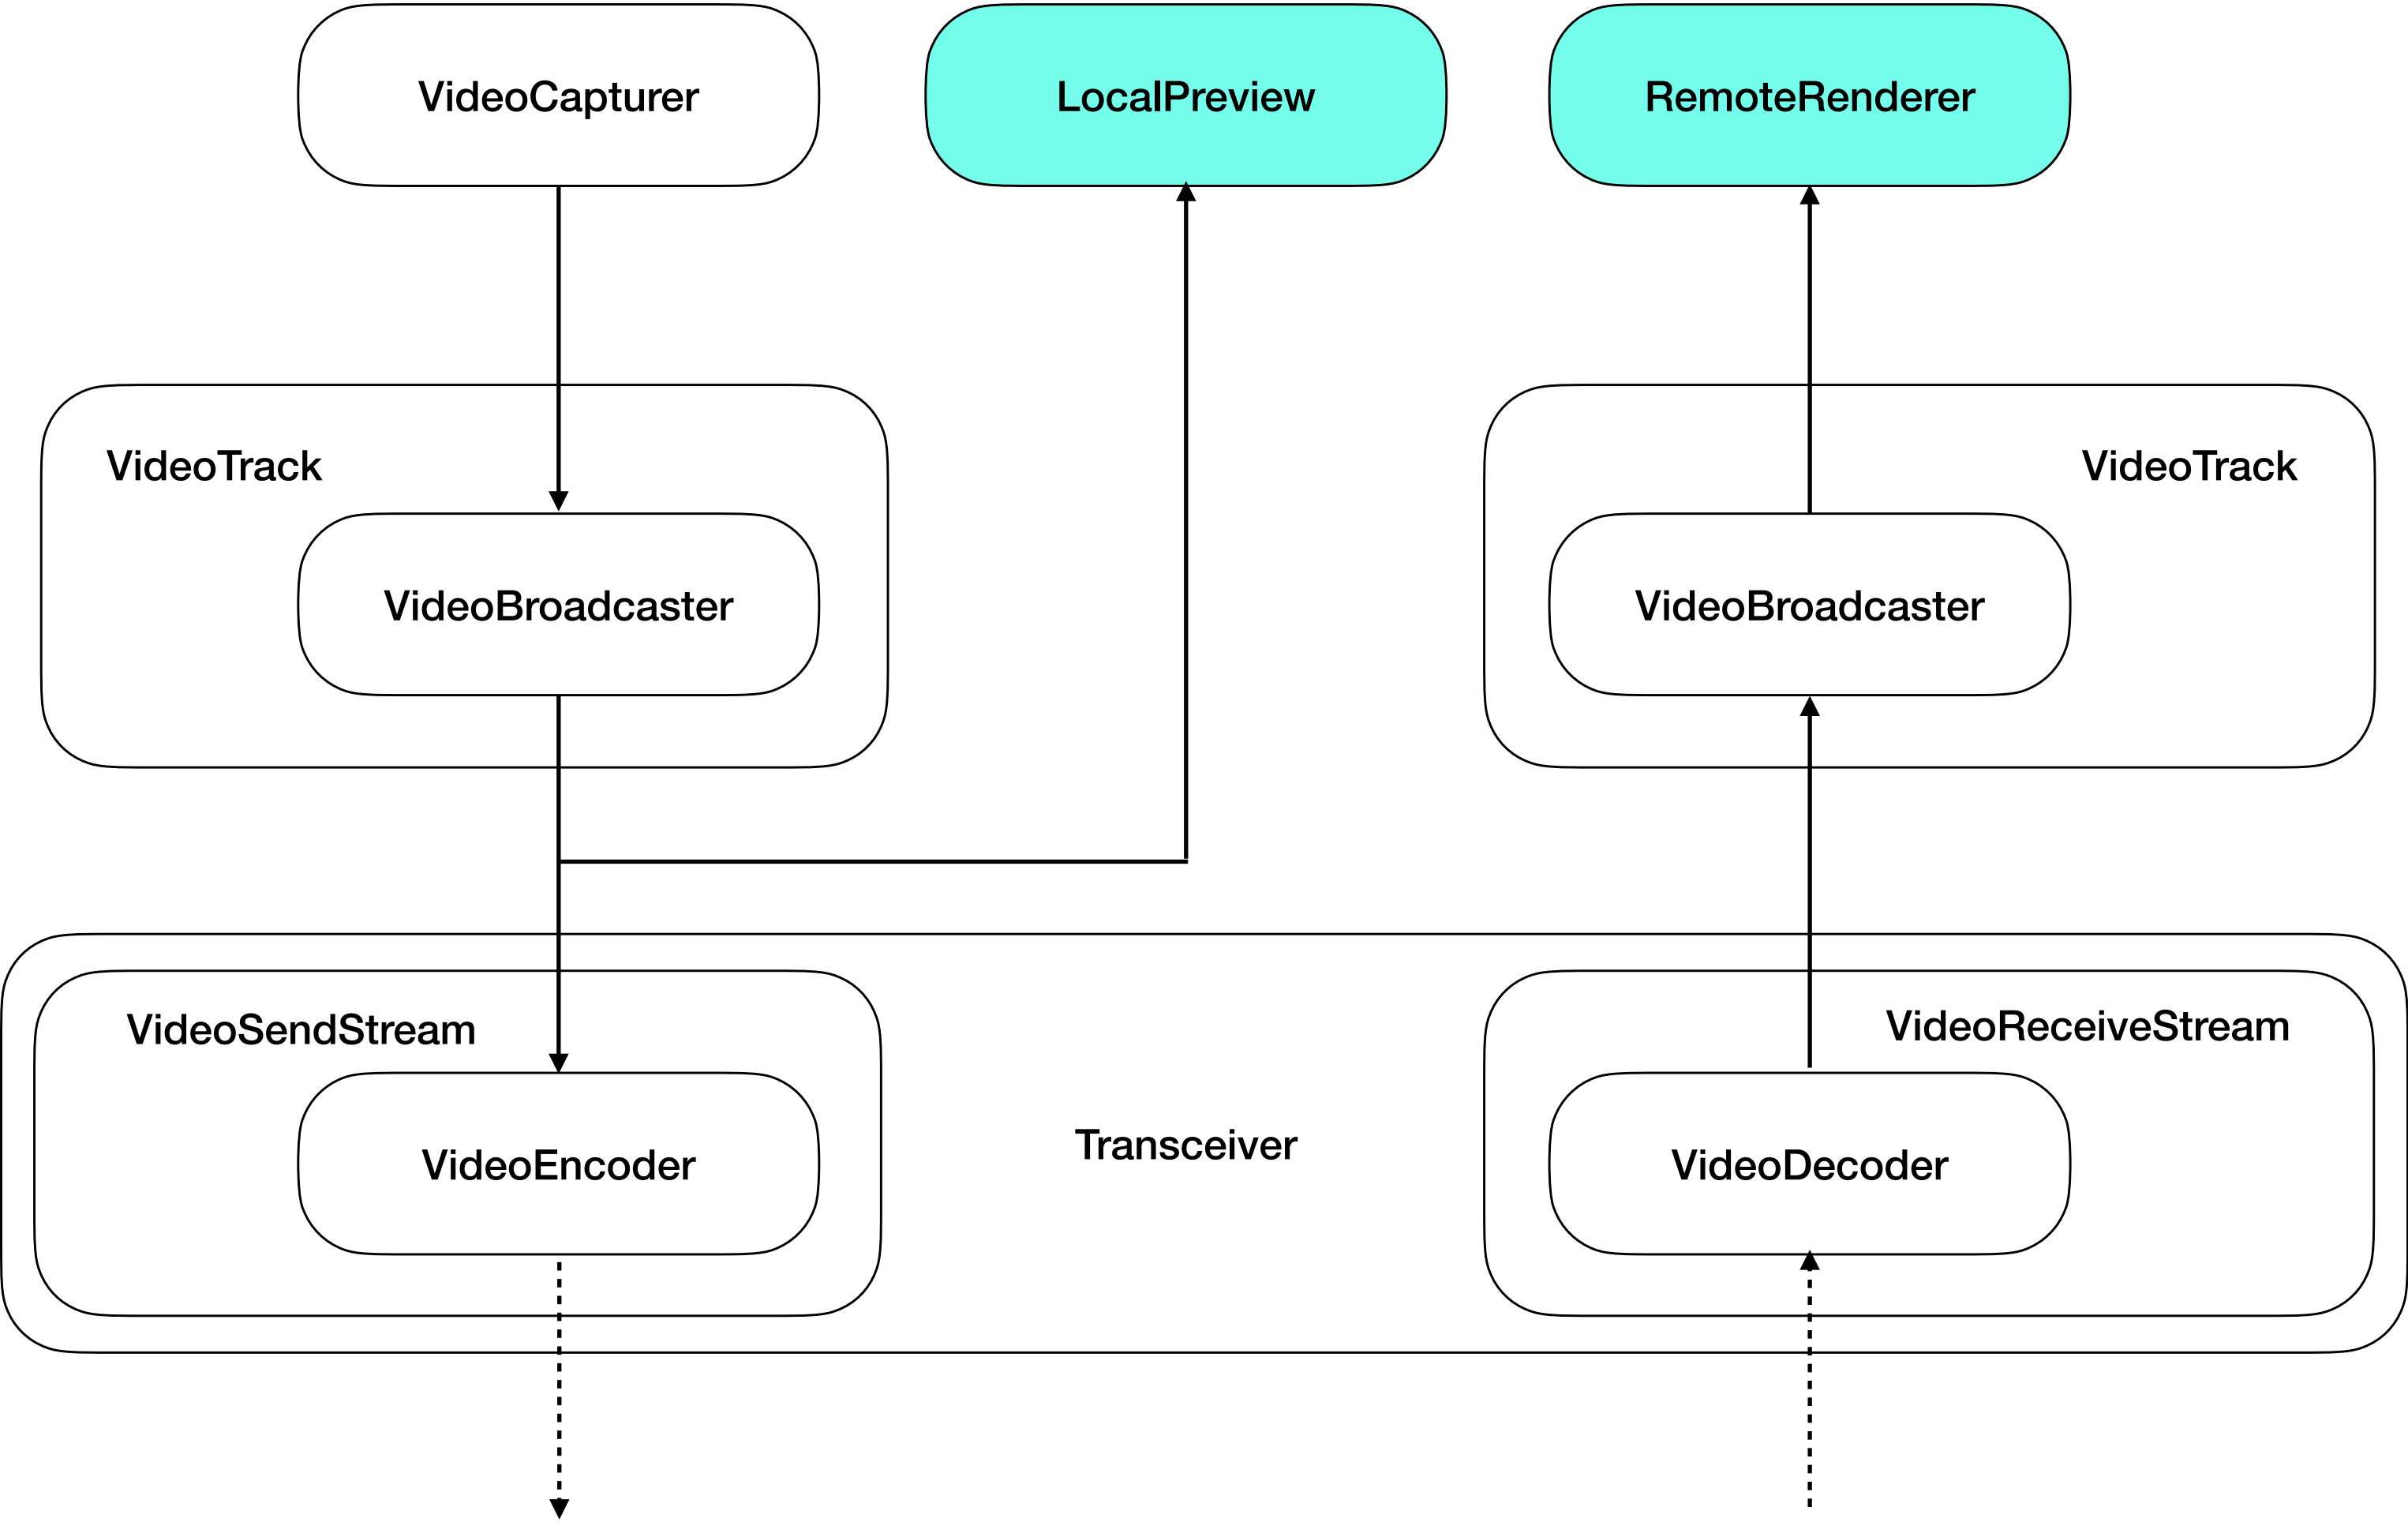 VideoCapturer
LocalPreview
RemoteRenderer
VideoTrack
VideoTrack
VideoBroadcaster
VideoBroadcaster
VideoSendStream
VideoReceiveStream
Transceiver
VideoEncoder
VideoDecoder